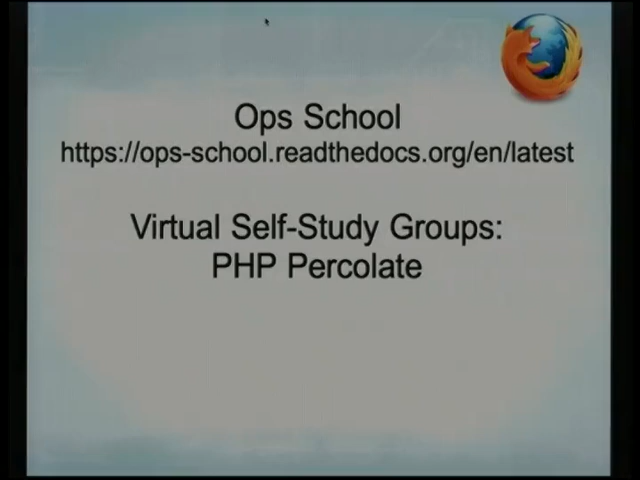 Ops School
https://ops-school.readthedocs.org/en/latest
Virtual Self-Study Groups:
PHP Percolate